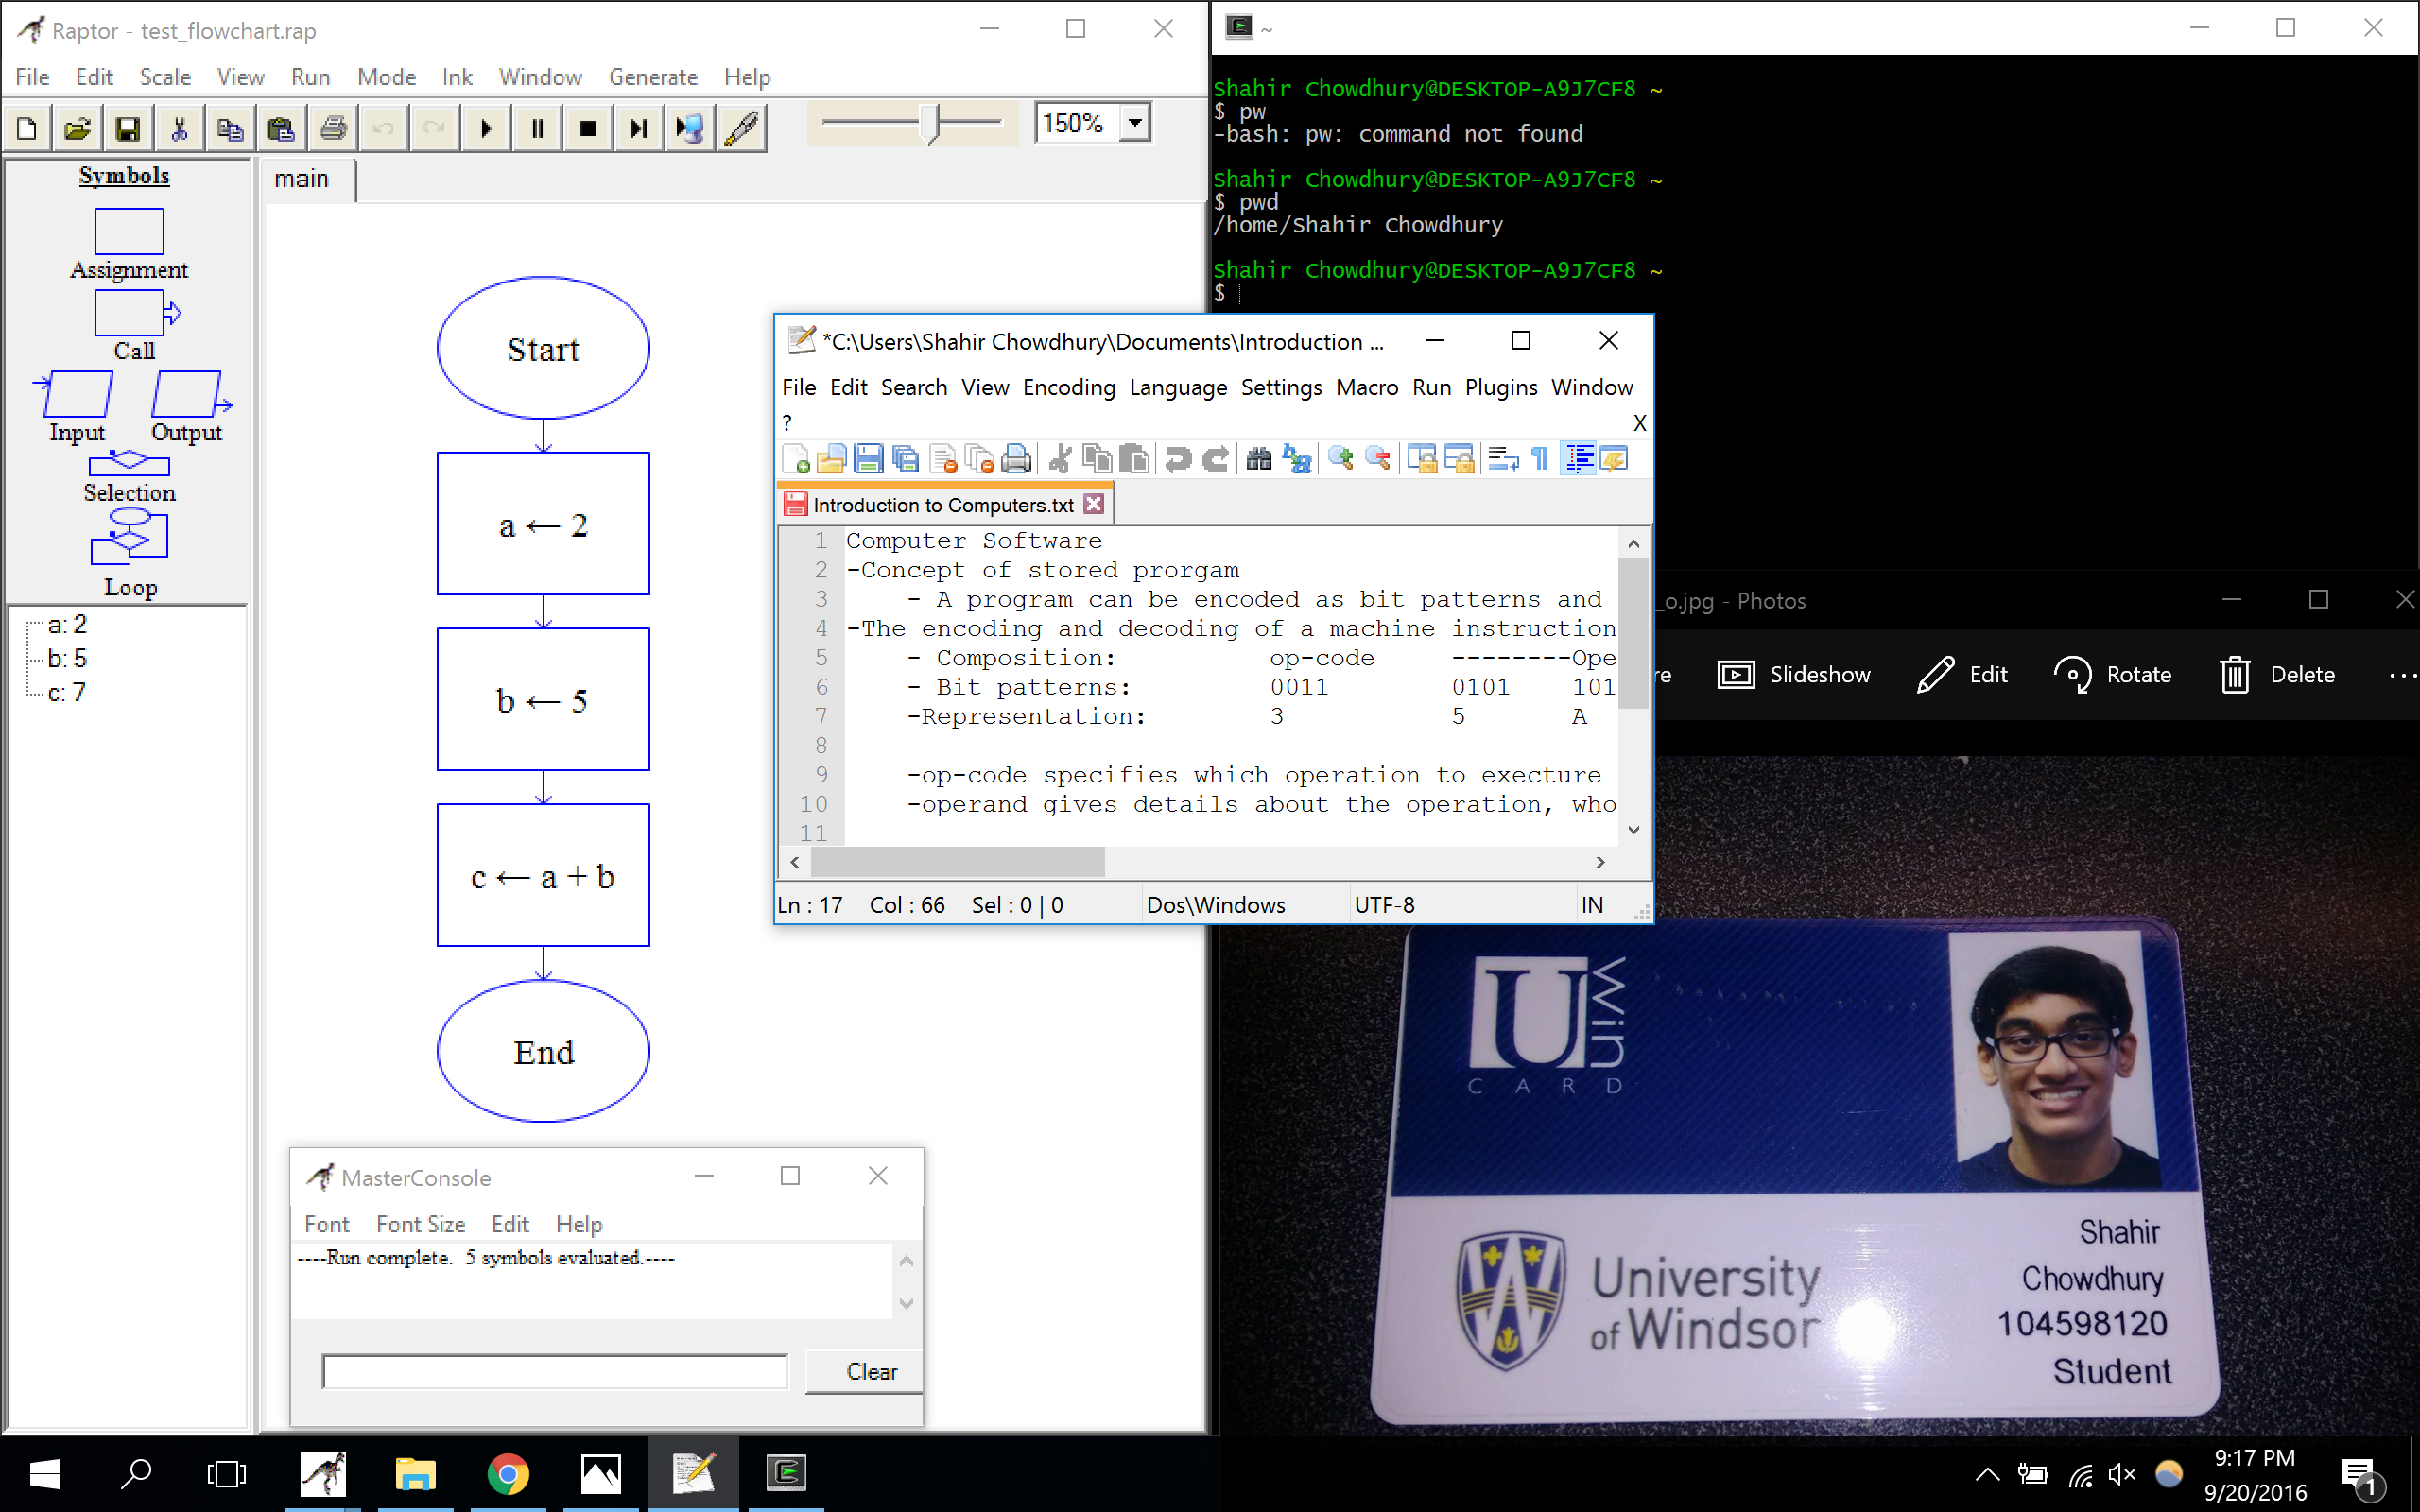 Raptor - test_flowchart.rap
File Edit Scale View Run Mode Ink Window Generate Help
150%
Symbols
main
Assignment
Call
Input Output
Selection
Loop
a: 2
b: 5
c: 7
Start
a ← 2
b ← 5
c ← a + b
End
MasterConsole
Font Font Size Edit Help
----Run complete.  5 symbols evaluated.----
Clear
~
Shahir Chowdhury@DESKTOP-A9J7CF8 ~
$ pw
-bash: pw: command not found
Shahir Chowdhury@DESKTOP-A9J7CF8 ~
$ pwd
/home/Shahir Chowdhury
Shahir Chowdhury@DESKTOP-A9J7CF8 ~
$
*C:\Users\Shahir Chowdhury\Documents\Introduction ...
File Edit Search View Encoding Language Settings Macro Run Plugins Window
? X
Introduction to Computers.txt
1 Computer Software
2 -Concept of stored prorgam
3 - A program can be encoded as bit patterns and
4 -The encoding and decoding of a machine instruction
5 - Composition: op-code --------Ope
6 - Bit patterns: 0011 0101 101
7 -Representation: 3 5 A
8
9 -op-code specifies which operation to execture
10 -operand gives details about the operation, who
11
Ln : 17 Col : 66 Sel : 0 | 0 Dos\Windows UTF-8 IN
_o.jpg - Photos
re Slideshow Edit Rotate Delete ...
U Win
CARD
University
of Windsor
Shahir
Chowdhury
104598120
Student
9:17 PM
9/20/2016
1